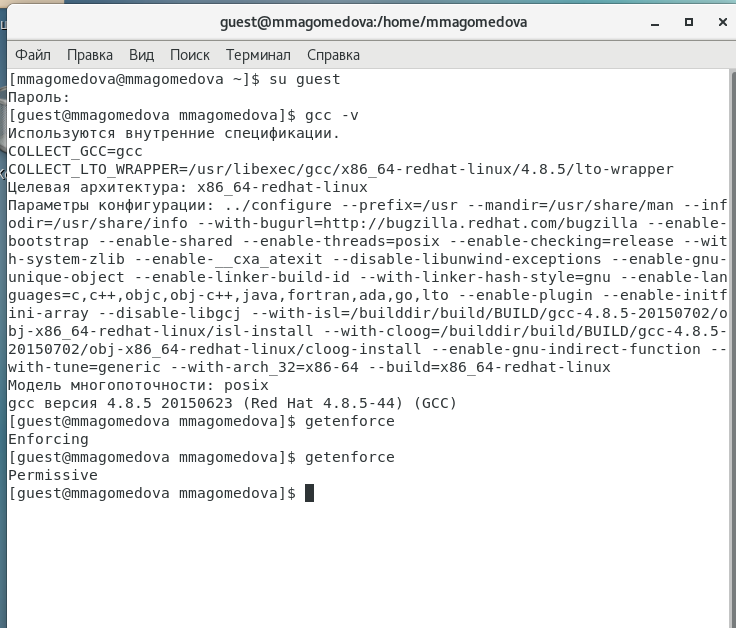 guest@mmagomedova:/home/mmagomedova
Файл Правка Вид Поиск Терминал Справка
[mmagomedova@mmagomedova ~]$ su guest
Пароль:
[guest@mmagomedova mmagomedova]$ gcc -v
Используются внутренние спецификации.
COLLECT_GCC=gcc
COLLECT_LTO_WRAPPER=/usr/libexec/gcc/x86_64-redhat-linux/4.8.5/lto-wrapper
Целевая архитектура: x86_64-redhat-linux
Параметры конфигурации: ../configure --prefix=/usr --mandir=/usr/share/man --inf
odir=/usr/share/info --with-bugurl=http://bugzilla.redhat.com/bugzilla --enable-
bootstrap --enable-shared --enable-threads=posix --enable-checking=release --wit
h-system-zlib --enable-__cxa_atexit --disable-libunwind-exceptions --enable-gnu-
unique-object --enable-linker-build-id --with-linker-hash-style=gnu --enable-lan
guages=c,c++,objc,obj-c++,java,fortran,ada,go,lto --enable-plugin --enable-initf
ini-array --disable-libgcj --with-isl=/builddir/build/BUILD/gcc-4.8.5-20150702/o
bj-x86_64-redhat-linux/isl-install --with-cloog=/builddir/build/BUILD/gcc-4.8.5-
20150702/obj-x86_64-redhat-linux/cloog-install --enable-gnu-indirect-function --
with-tune=generic --with-arch_32=x86-64 --build=x86_64-redhat-linux
Модель многопоточности: posix
gcc версия 4.8.5 20150623 (Red Hat 4.8.5-44) (GCC)
[guest@mmagomedova mmagomedova]$ getenforce
Enforcing
[guest@mmagomedova mmagomedova]$ getenforce
Permissive
[guest@mmagomedova mmagomedova]$